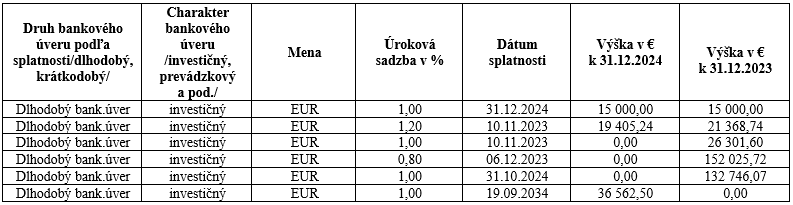 Druh bankového úveru podľa splatnosti/dlhodobý, krátkodobý/ Charakter bankového úveru /investičný, prevádzkový a pod./ Mena Úroková sadzba v % Dátum splatnosti Výška v € k 31.12.2024 Výška v € k 31.12.2023
Dlhodobý bank.úver investičný EUR 1,00 31.12.2024 15 000,00 15 000,00
Dlhodobý bank.úver investičný EUR 1,20 10.11.2023 19 405,24 21 368,74
Dlhodobý bank.úver investičný EUR 1,00 10.11.2023 0,00 26 301,60
Dlhodobý bank.úver investičný EUR 0,80 06.12.2023 0,00 152 025,72
Dlhodobý bank.úver investičný EUR 1,00 31.10.2024 0,00 132 746,07
Dlhodobý bank.úver investičný EUR 1,00 19.09.2034 36 562,50 0,00